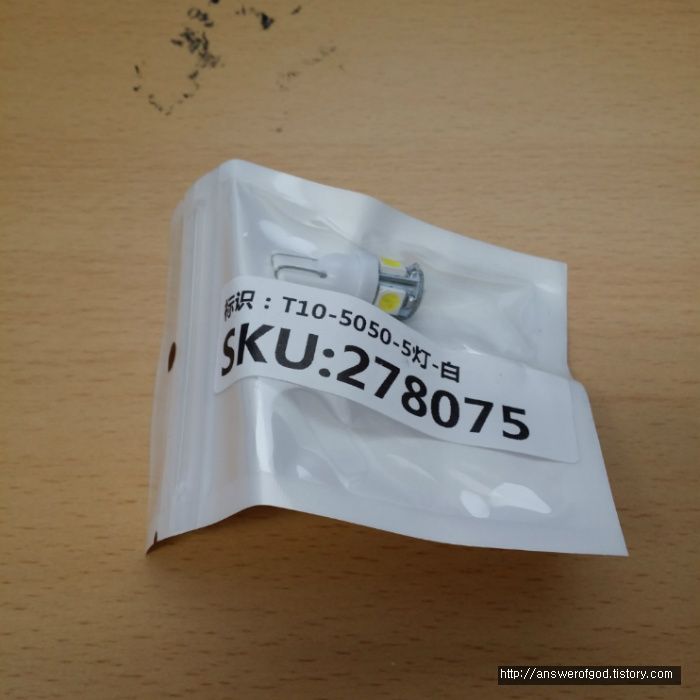 标识：T10-5050-5灯-白
SKU:278075
http://answerofgod.tistory.com